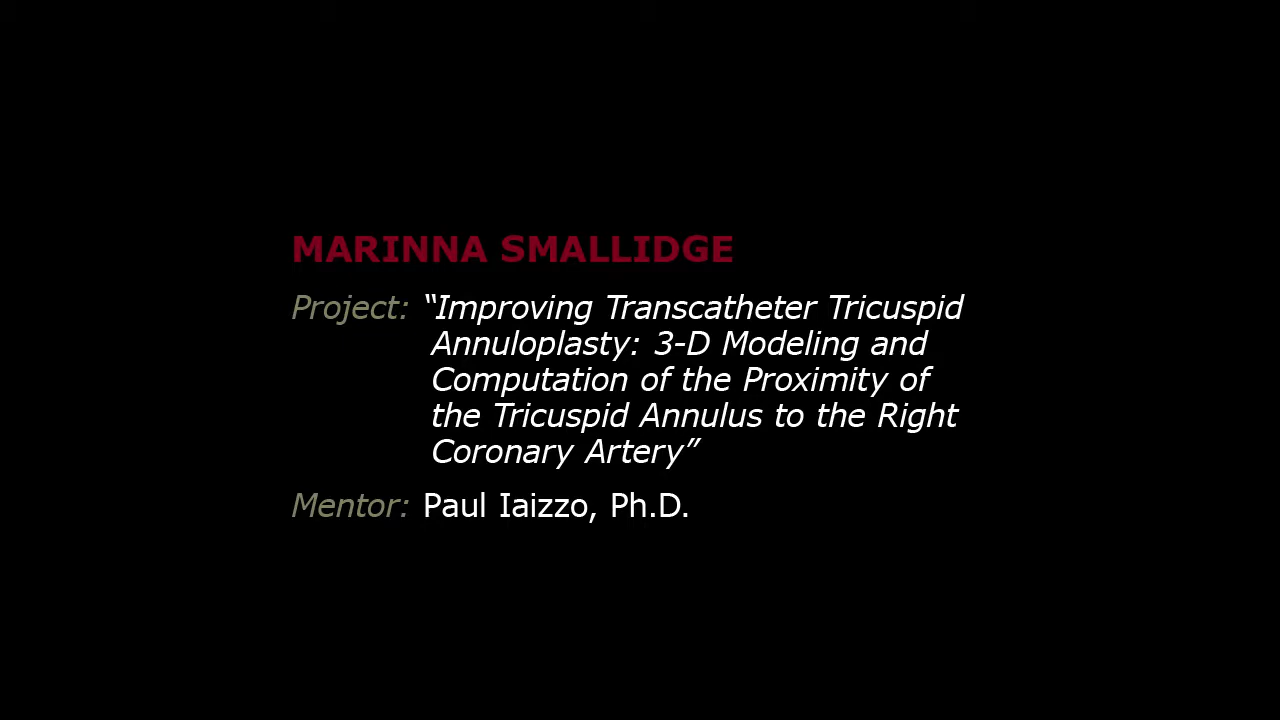 MARINNA SMALLIDGE
Project: “Improving Transcatheter Tricuspid
Annuloplasty: 3-D Modeling and
Computation of the Proximity of
the Tricuspid Annulus to the Right
Coronary Artery”
Mentor: Paul Iaizzo, Ph.D.